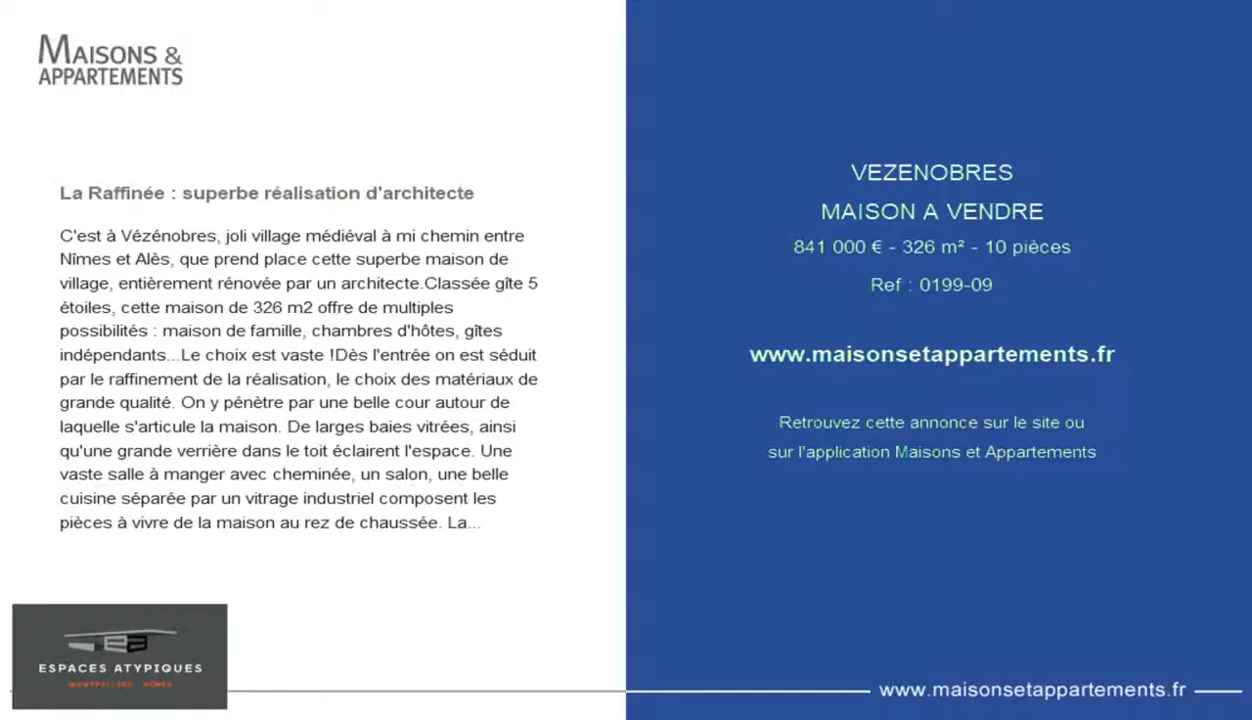 MAISONS &
APPARTEMENTS
La Raffinée : superbe réalisation d'architecte
C'est à Vézénobres, joli village médiéval à mi chemin entre
Nîmes et Alès, que prend place cette superbe maison de
village, entièrement rénovée par un architecte.Classée gîte 5
étoiles, cette maison de 326 m2 offre de multiples
possibilités : maison de famille, chambres d'hôtes, gîtes
indépendants...Le choix est vaste !Dès l'entrée on est séduit
par le raffinement de la réalisation, le choix des matériaux de
grande qualité. On y pénètre par une belle cour autour de
laquelle s'articule la maison. De larges baies vitrées, ainsi
qu'une grande verrière dans le toit éclairent l'espace. Une
vaste salle à manger avec cheminée, un salon, une belle
cuisine séparée par un vitrage industriel composent les
pièces à vivre de la maison au rez de chaussée. La...
ESPACES ATYPIQUES
MONTPELLIER - NÎMES
VEZENOBRES
MAISON A VENDRE
841 000 € - 326 m² - 10 pièces
Ref : 0199-09
www.maisonsetappartements.fr
Retrouvez cette annonce sur le site ou
sur l'application Maisons et Appartements
www.maisonsetappartements.fr